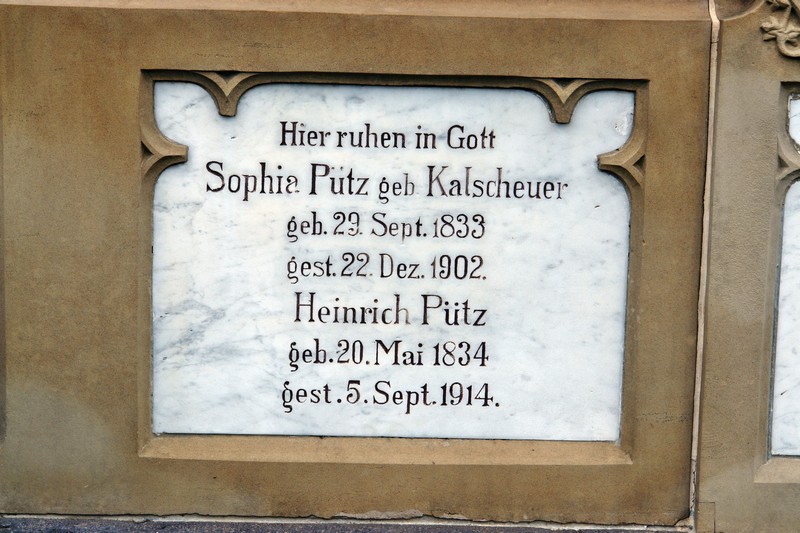 Hier ruhen in Gott
Sophia Pütz geb Kalscheuer
geb. 29. Sept. 1833
gest. 22. Dez. 1902.
Heinrich Pütz
geb. 20. Mai 1834
gest. 5. Sept. 1914.